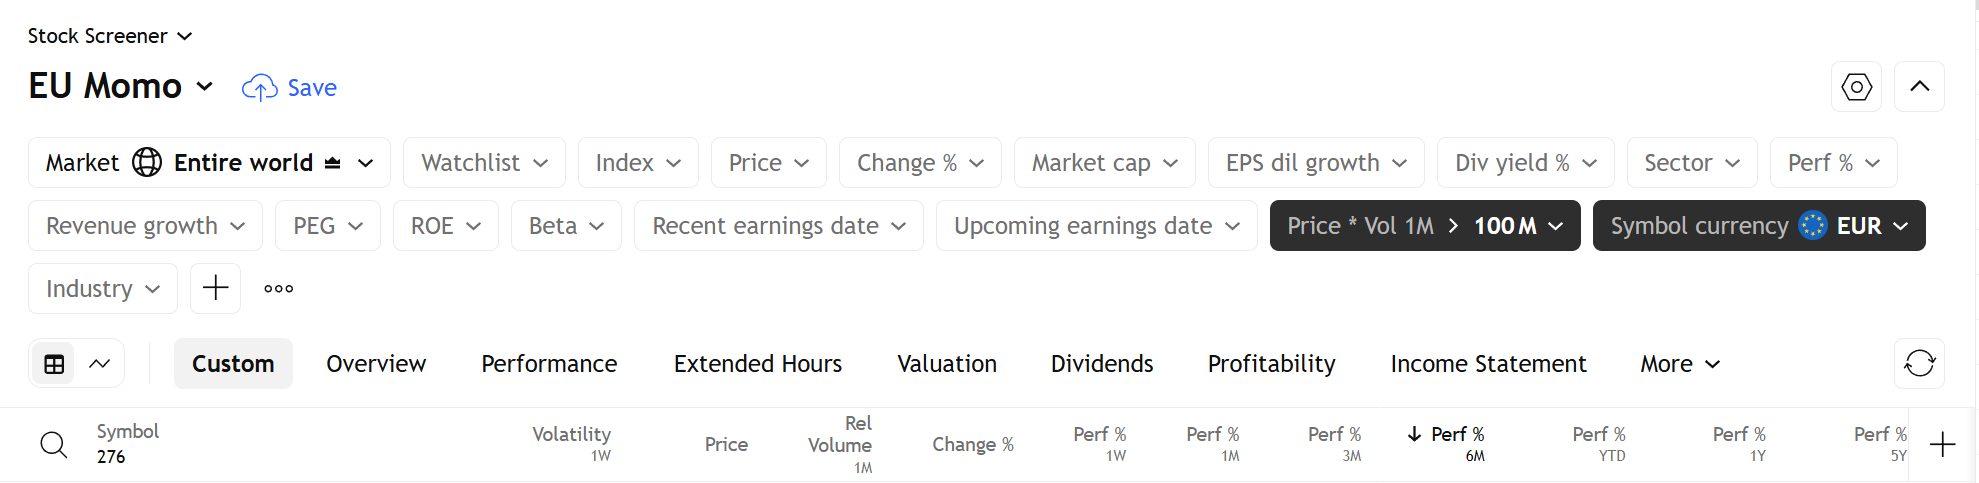 Stock Screener
EU Momo
Save
Market Entire world
Watchlist
Index
Price
Change %
Market cap
EPS dil growth
Div yield %
Sector
Perf %
Revenue growth
PEG
ROE
Beta
Recent earnings date
Upcoming earnings date
Price * Vol 1M > 100 M
Symbol currency EUR
Industry
Custom
Overview
Performance
Extended Hours
Valuation
Dividends
Profitability
Income Statement
More
Symbol
276
Volatility
1W
Price
Rel
Volume
1M
Change %
Perf %
1W
Perf %
1M
Perf %
3M
Perf %
6M
Perf %
YTD
Perf %
1Y
Perf %
5Y